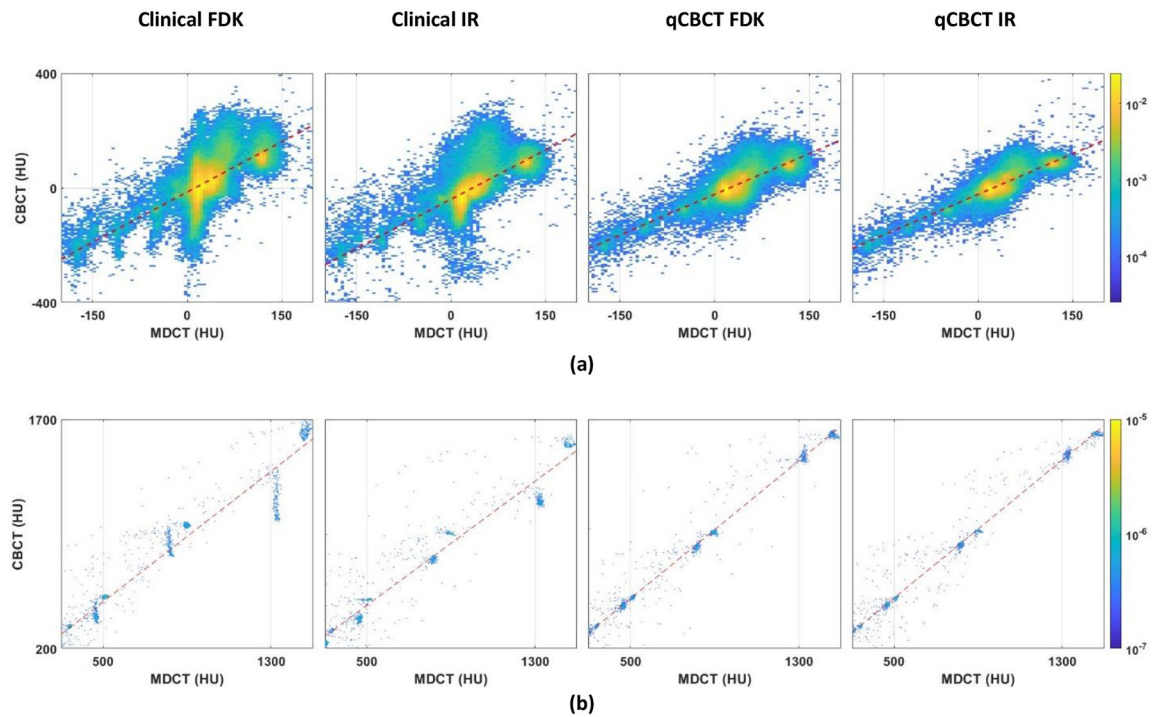 Clinical FDK Clinical IR qCBCT FDK qCBCT IR
400
0
-400
CBCT (HU)
10^-2
10^-3
10^-4
-150 0 150 -150 0 150 -150 0 150 -150 0 150
MDCT (HU) MDCT (HU) MDCT (HU) MDCT (HU)
(a)
1700
200
CBCT (HU)
10^-5
10^-6
10^-7
500 1300 500 1300 500 1300 500 1300
MDCT (HU) MDCT (HU) MDCT (HU) MDCT (HU)
(b)